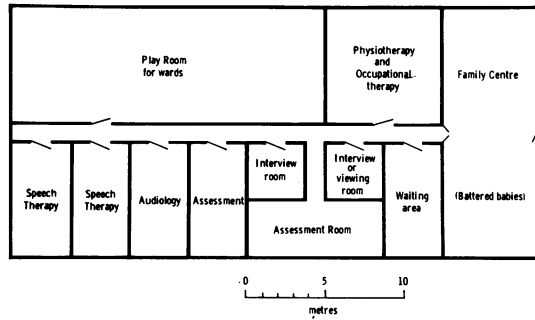 Play Room
for wards
Physiotherapy
and
Occupational
therapy
Family Centre
Speech
Therapy
Speech
Therapy
Audiology
Assessment
Interview
room
Interview
or
viewing
room
Waiting
area
(Battered babies)
Assessment Room
0 5 10
metres